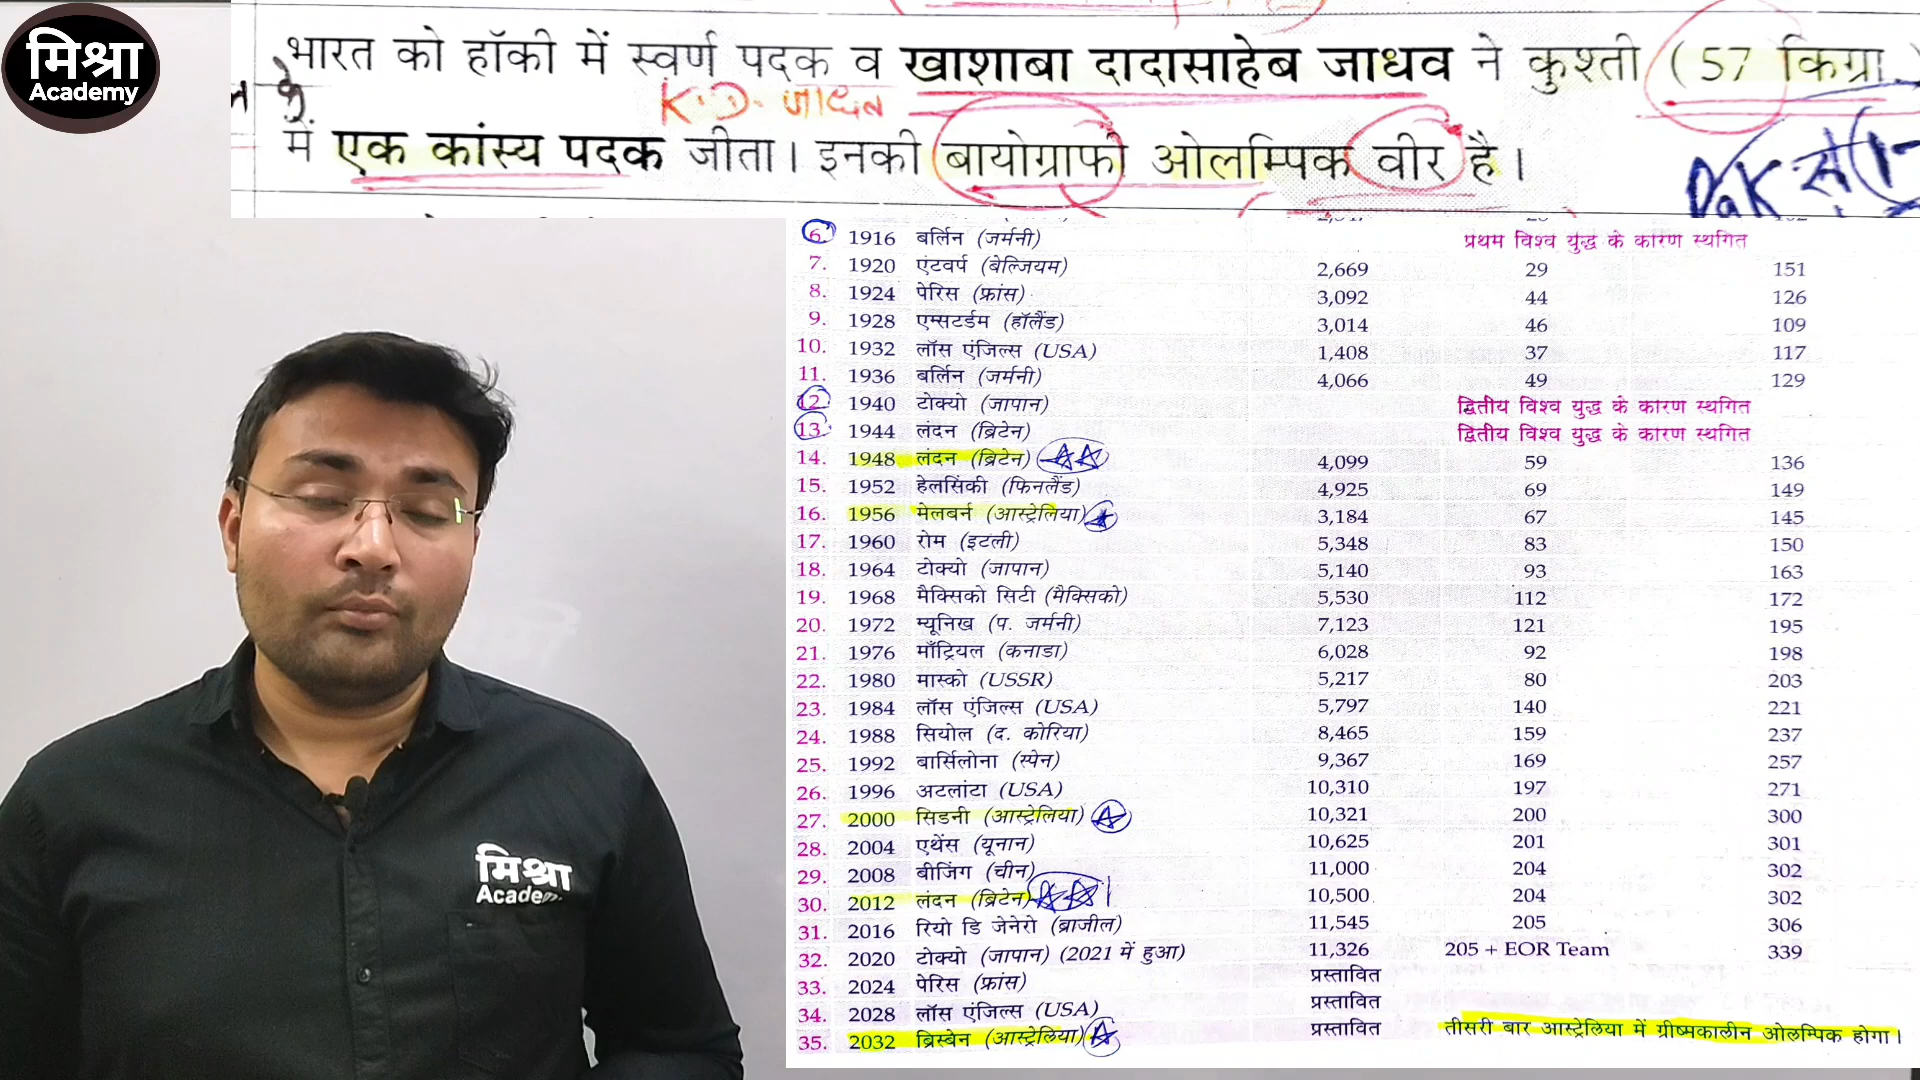 मिश्रा
Academy
भारत को हॉकी में स्वर्ण पदक व खाशाबा दादासाहेब जाधव ने कुश्ती (57 किग्रा.)
K.D. जाधव
में एक कांस्य पदक जीता। इनकी बायोग्राफी ओलम्पिक वीर है।
Pak से (1-
6. 1916 बर्लिन (जर्मनी) प्रथम विश्व युद्ध के कारण स्थगित
7. 1920 एंटवर्प (बेल्जियम) 2,669 29 151
8. 1924 पेरिस (फ्रांस) 3,092 44 126
9. 1928 एम्सटर्डम (हॉलैंड) 3,014 46 109
10. 1932 लॉस एंजिल्स (USA) 1,408 37 117
11. 1936 बर्लिन (जर्मनी) 4,066 49 129
12. 1940 टोक्यो (जापान) द्वितीय विश्व युद्ध के कारण स्थगित
13. 1944 लंदन (ब्रिटेन) द्वितीय विश्व युद्ध के कारण स्थगित
14. 1948 लंदन (ब्रिटेन) 4,099 59 136
15. 1952 हेलसिंकी (फिनलैंड) 4,925 69 149
16. 1956 मेलबर्न (आस्ट्रेलिया) 3,184 67 145
17. 1960 रोम (इटली) 5,348 83 150
18. 1964 टोक्यो (जापान) 5,140 93 163
19. 1968 मैक्सिको सिटी (मैक्सिको) 5,530 112 172
20. 1972 म्यूनिख (प. जर्मनी) 7,123 121 195
21. 1976 मॉंट्रियल (कनाडा) 6,028 92 198
22. 1980 मास्को (USSR) 5,217 80 203
23. 1984 लॉस एंजिल्स (USA) 5,797 140 221
24. 1988 सियोल (द. कोरिया) 8,465 159 237
25. 1992 बार्सिलोना (स्पेन) 9,367 169 257
26. 1996 अटलांटा (USA) 10,310 197 271
27. 2000 सिडनी (आस्ट्रेलिया) 10,321 200 300
28. 2004 एथेंस (यूनान) 10,625 201 301
29. 2008 बीजिंग (चीन) 11,000 204 302
30. 2012 लंदन (ब्रिटेन) 10,500 204 302
31. 2016 रियो डि जेनेरो (ब्राजील) 11,545 205 306
32. 2020 टोक्यो (जापान) (2021 में हुआ) 11,326 205 + EOR Team 339
33. 2024 पेरिस (फ्रांस) प्रस्तावित
34. 2028 लॉस एंजिल्स (USA) प्रस्तावित
35. 2032 ब्रिस्बेन (आस्ट्रेलिया) प्रस्तावित तीसरी बार आस्ट्रेलिया में ग्रीष्मकालीन ओलम्पिक होगा।
मिश्रा
Academy